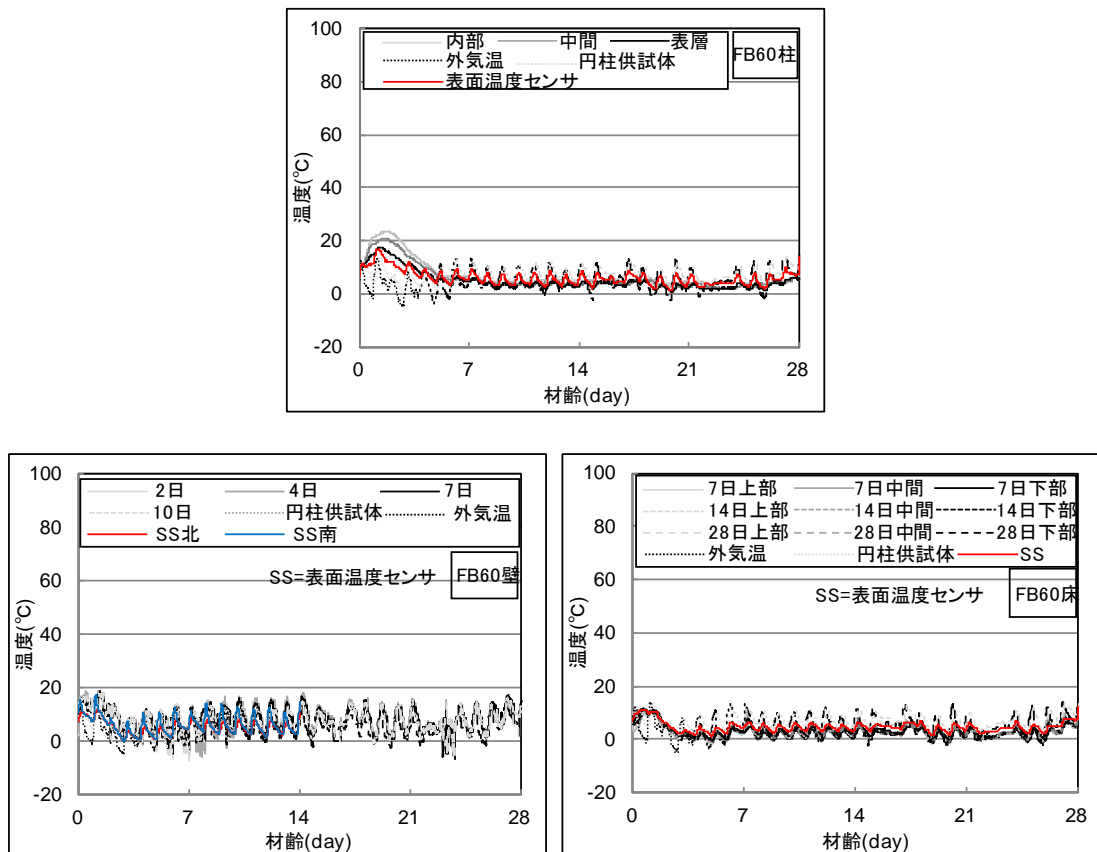 100
80
60
40
20
0
-20
温度(℃)
内部 中間 表層
外気温 円柱供試体
表面温度センサ
FB60柱
0 7 14 21 28
材齢(day)
100
80
60
40
20
0
-20
温度(℃)
2日 4日 7日
10日 円柱供試体 外気温
SS北 SS南
SS=表面温度センサ FB60壁
0 7 14 21 28
材齢(day)
100
80
60
40
20
0
-20
温度(℃)
7日上部 7日中間 7日下部
14日上部 14日中間 14日下部
28日上部 28日中間 28日下部
外気温 円柱供試体 SS
SS=表面温度センサ FB60床
0 7 14 21 28
材齢(day)